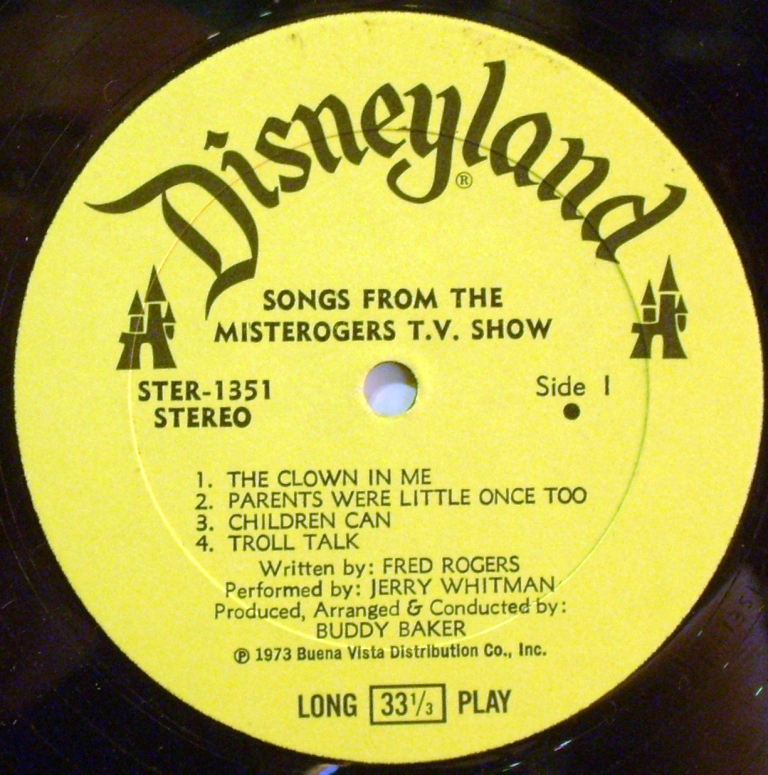 Disneyland
®
SONGS FROM THE
MISTEROGERS T.V. SHOW
STER-1351
STEREO
Side 1
1. THE CLOWN IN ME
2. PARENTS WERE LITTLE ONCE TOO
3. CHILDREN CAN
4. TROLL TALK
Written by: FRED ROGERS
Performed by: JERRY WHITMAN
Produced, Arranged & Conducted by:
BUDDY BAKER
℗ 1973 Buena Vista Distribution Co., Inc.
LONG 33⅓ PLAY